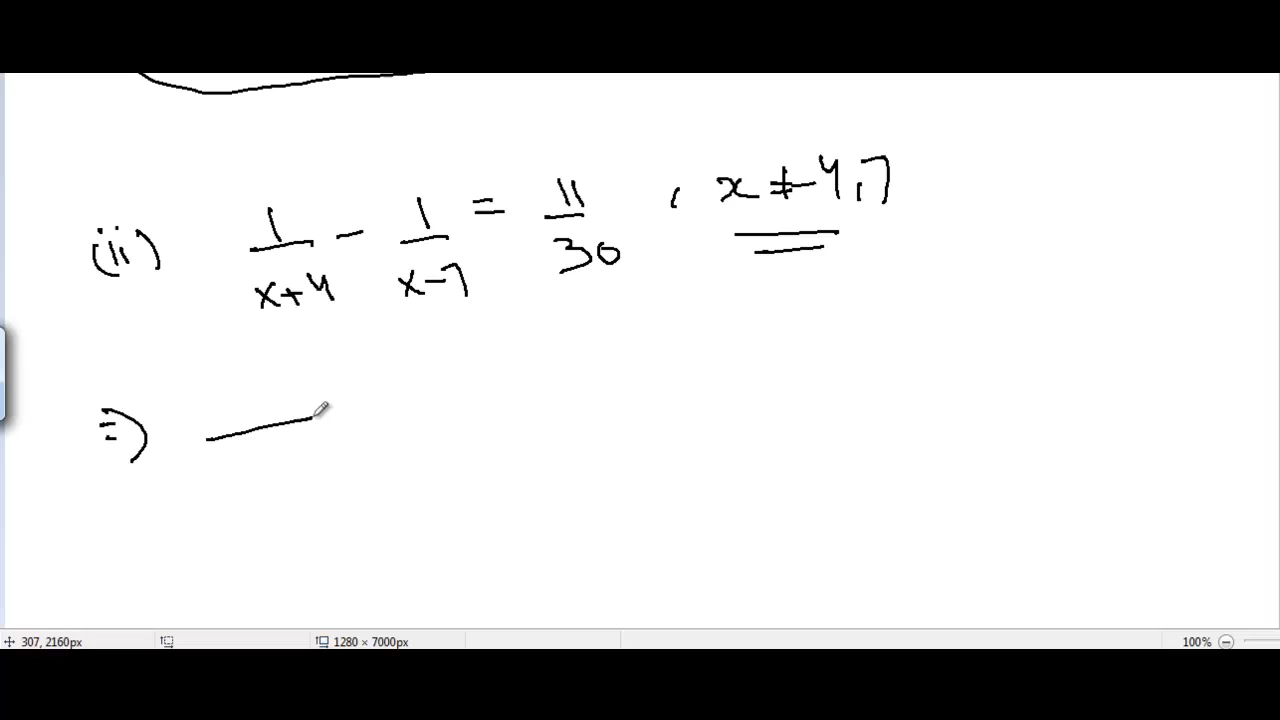 (ii) 1/(x+4) - 1/(x-7) = 11/30 , x ≠ -4, 7
⇒)
307, 2160px 1280 × 7000px 100%